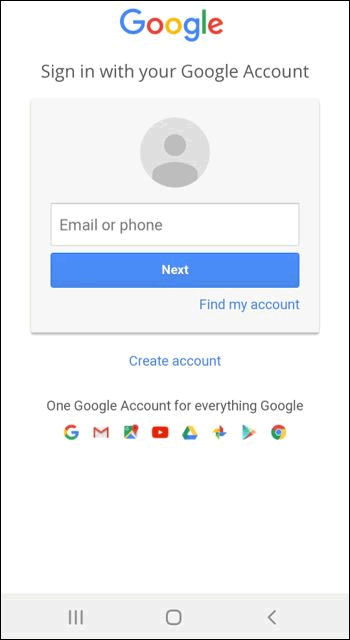 Google
Sign in with your Google Account
Email or phone
Next
Find my account
Create account
One Google Account for everything Google